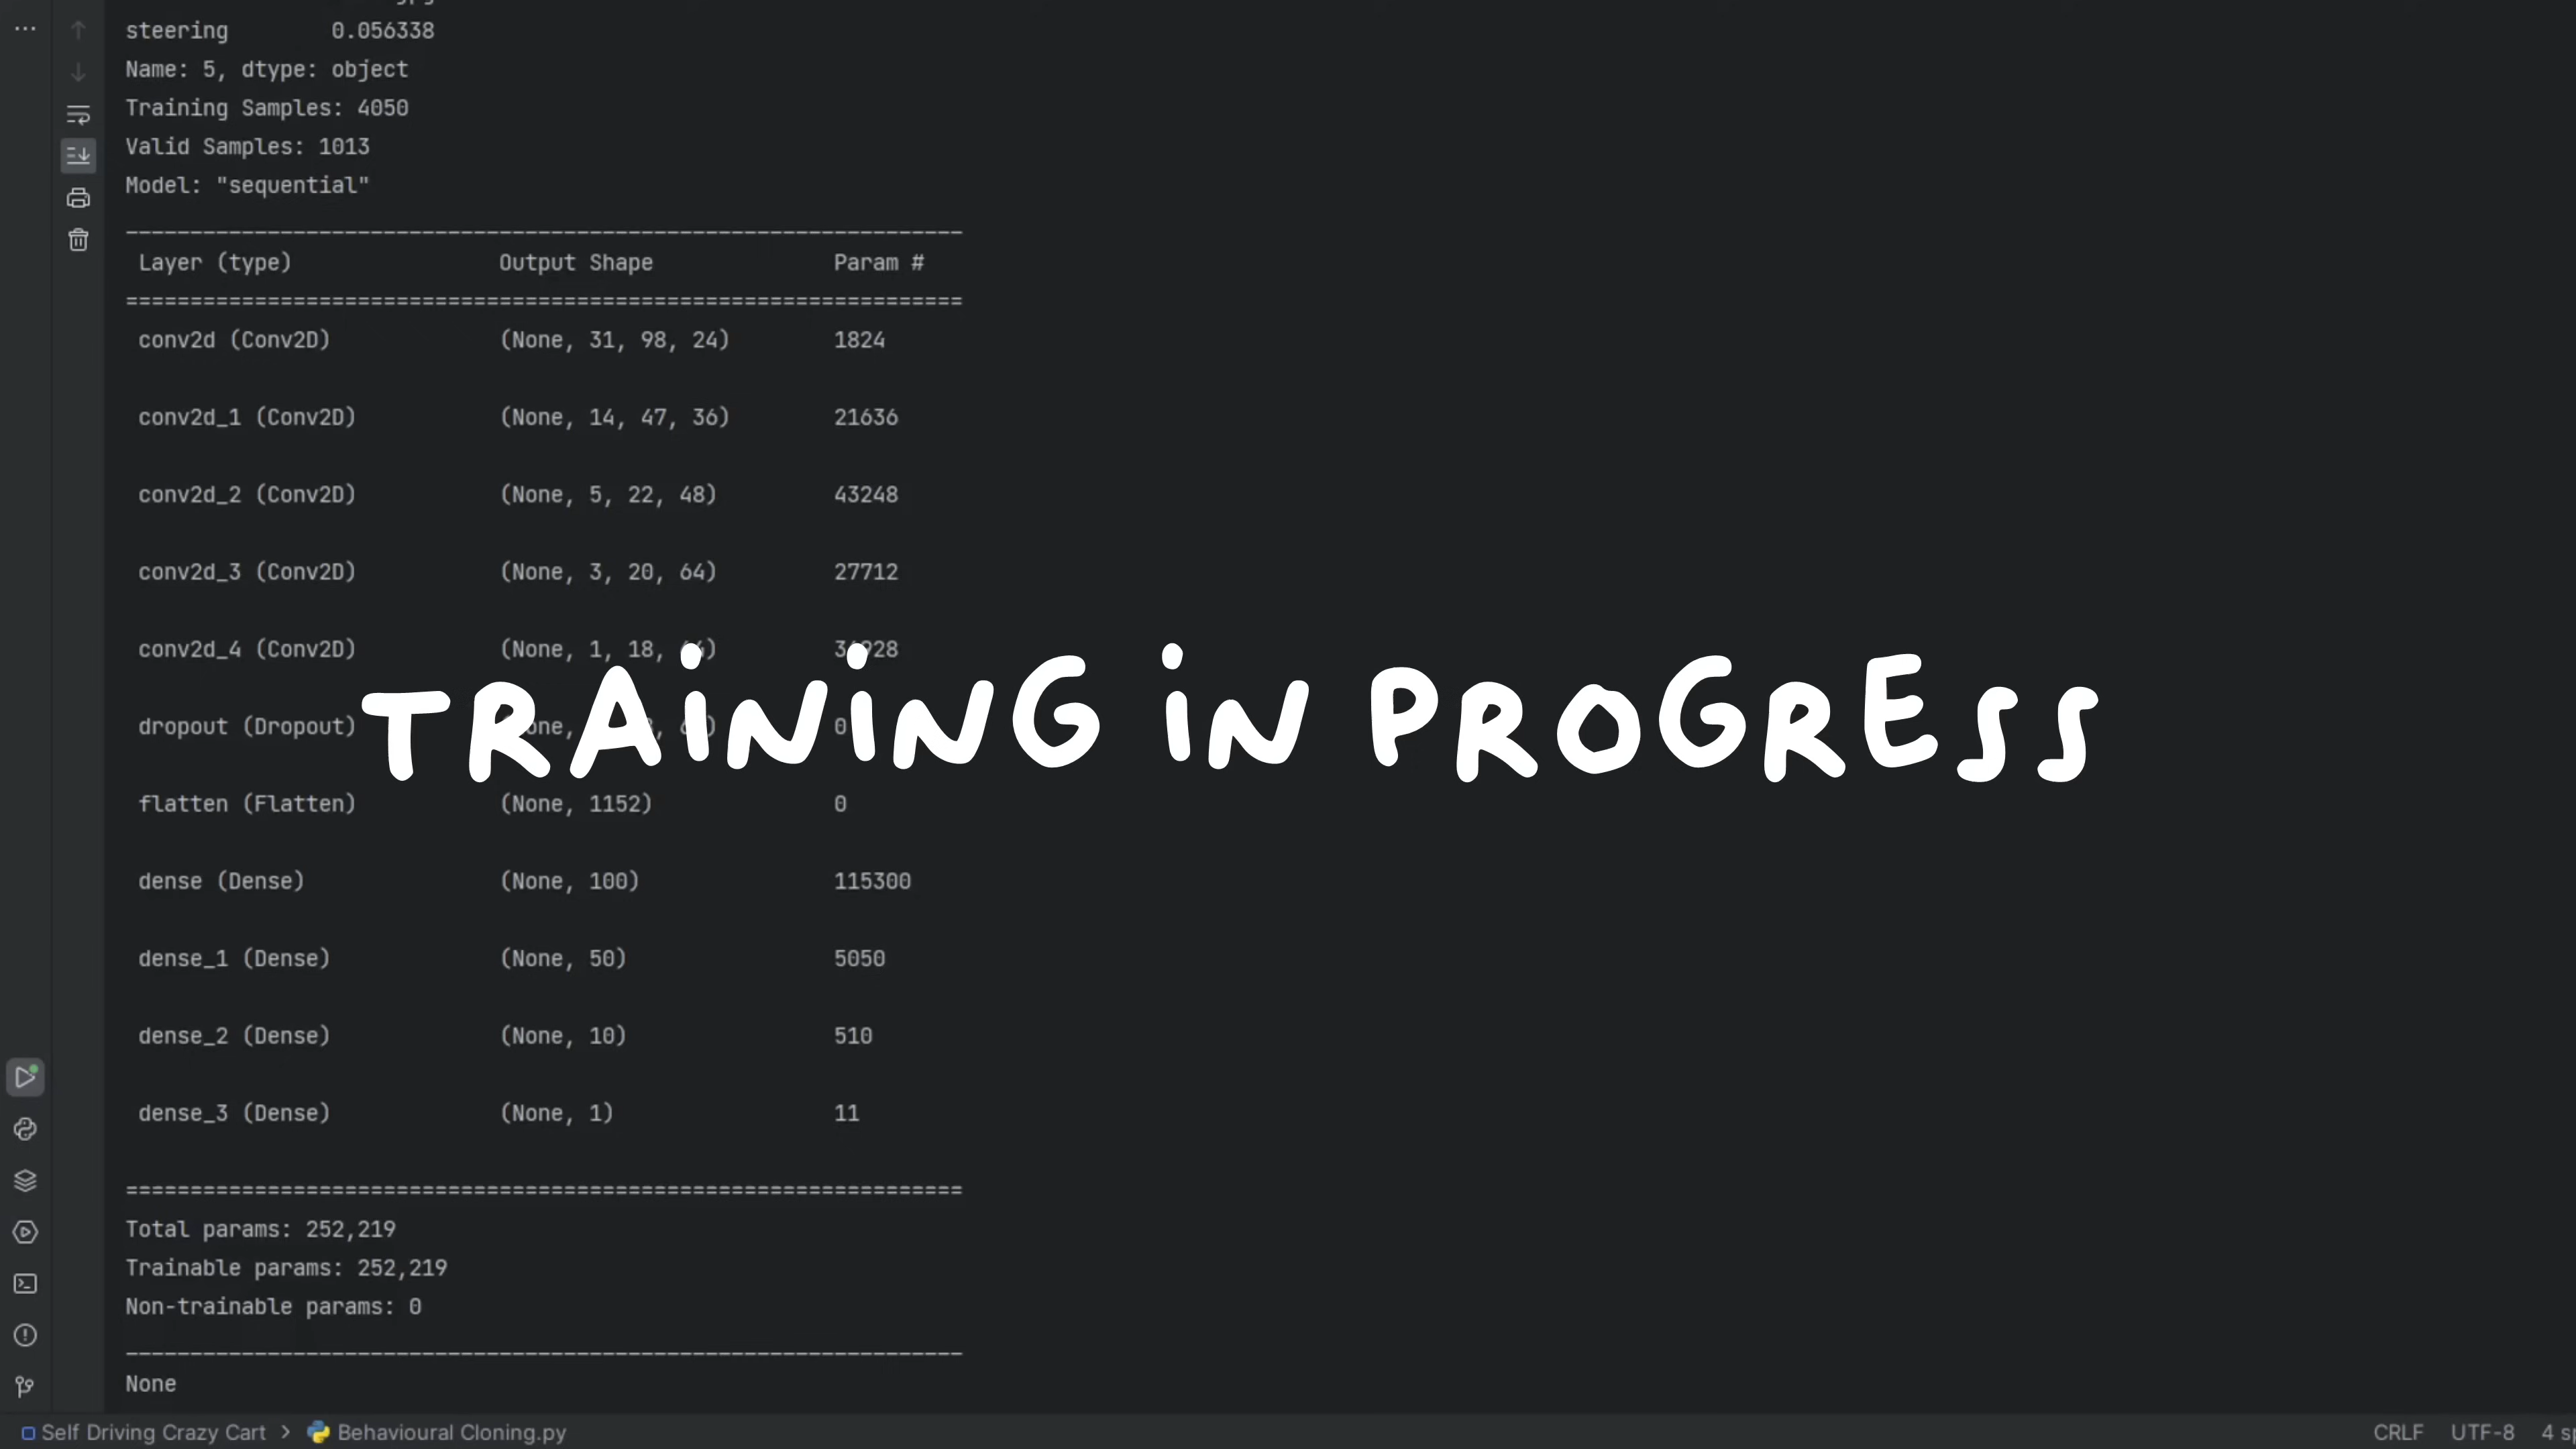 steering 0.056338
Name: 5, dtype: object
Training Samples: 4050
Valid Samples: 1013
Model: "sequential"
Layer (type) Output Shape Param #
conv2d (Conv2D) (None, 31, 98, 24) 1824
conv2d_1 (Conv2D) (None, 14, 47, 36) 21636
conv2d_2 (Conv2D) (None, 5, 22, 48) 43248
conv2d_3 (Conv2D) (None, 3, 20, 64) 27712
conv2d_4 (Conv2D) (None, 1, 18,
TRAINING IN PROGRESS
dropout (Dropout) 0
flatten (Flatten) (None, 1152) 0
dense (Dense) (None, 100) 115300
dense_1 (Dense) (None, 50) 5050
dense_2 (Dense) (None, 10) 510
dense_3 (Dense) (None, 1) 11
Total params: 252,219
Trainable params: 252,219
Non-trainable params: 0
None
Self Driving Crazy Cart > Behavioural Cloning.py CRLF UTF-8 4